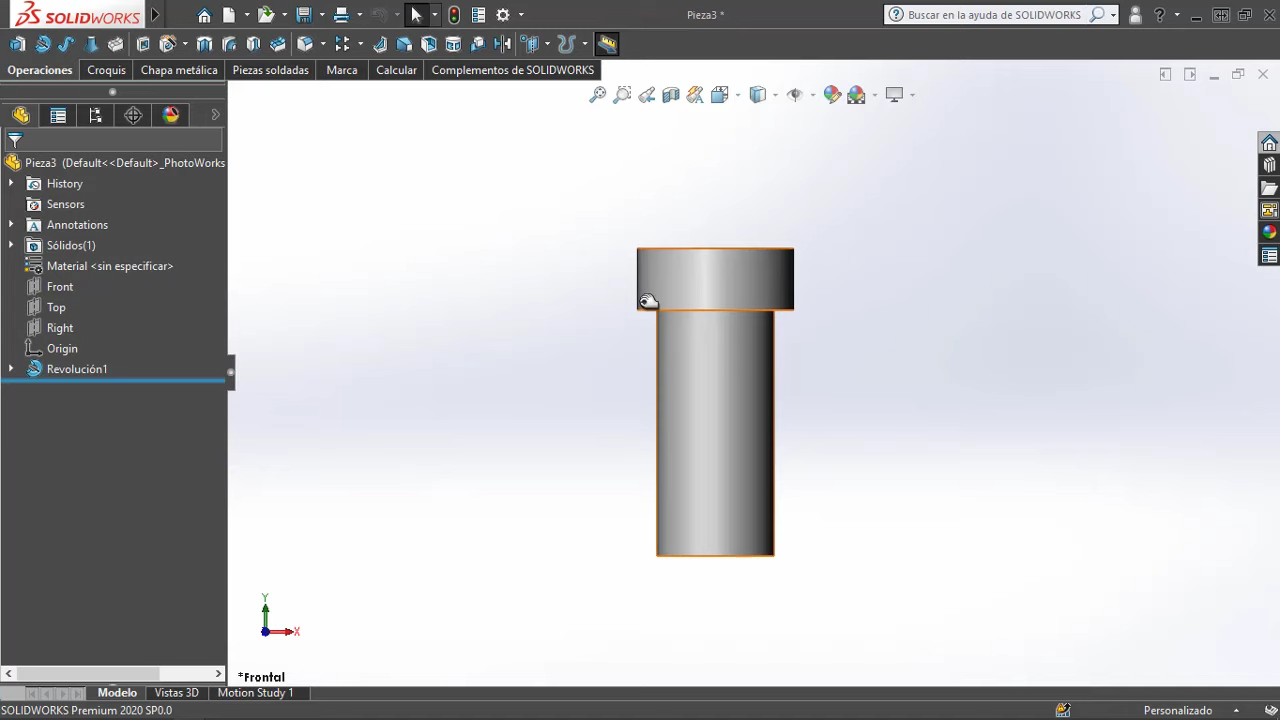 SOLIDWORKS
Pieza3 *
Buscar en la ayuda de SOLIDWORKS
?
Operaciones
Croquis
Chapa metálica
Piezas soldadas
Marca
Calcular
Complementos de SOLIDWORKS
Pieza3 (Default<<Default>_PhotoWorks
History
Sensors
Annotations
Sólidos(1)
Material <sin especificar>
Front
Top
Right
Origin
Revolución1
Y
X
*Frontal
Modelo
Vistas 3D
Motion Study 1
SOLIDWORKS Premium 2020 SP0.0
Personalizado